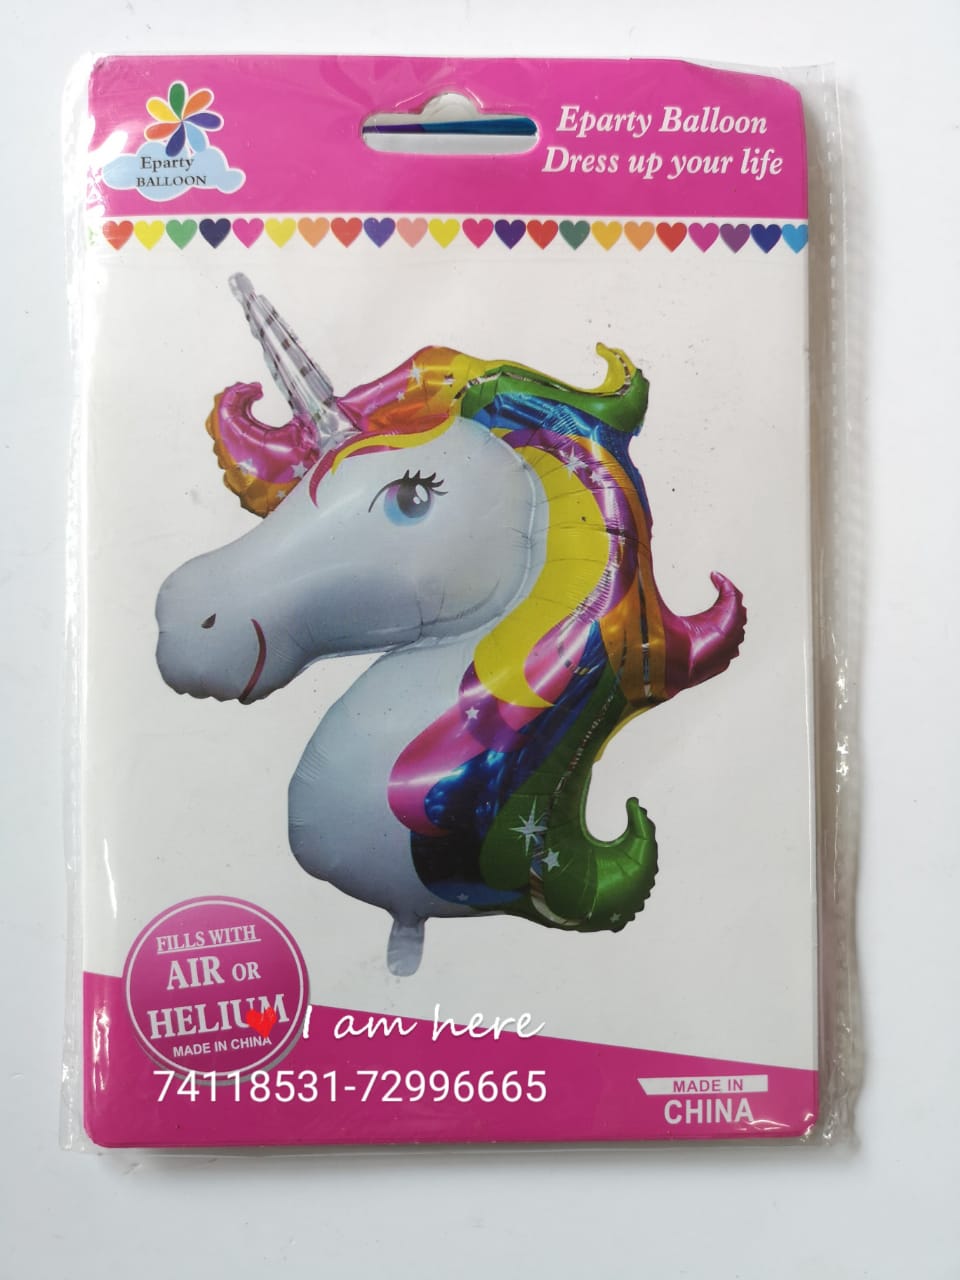 Eparty
BALLOON
Eparty Balloon
Dress up your life
FILLS WITH
AIR OR
HELIUM
MADE IN CHINA
I am here
74118531-72996665
MADE IN
CHINA